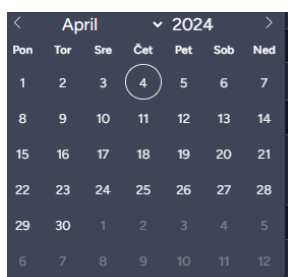 April 2024
Pon Tor Sre Čet Pet Sob Ned
1 2 3 4 5 6 7
8 9 10 11 12 13 14
15 16 17 18 19 20 21
22 23 24 25 26 27 28
29 30 1 2 3 4 5
6 7 8 9 10 11 12